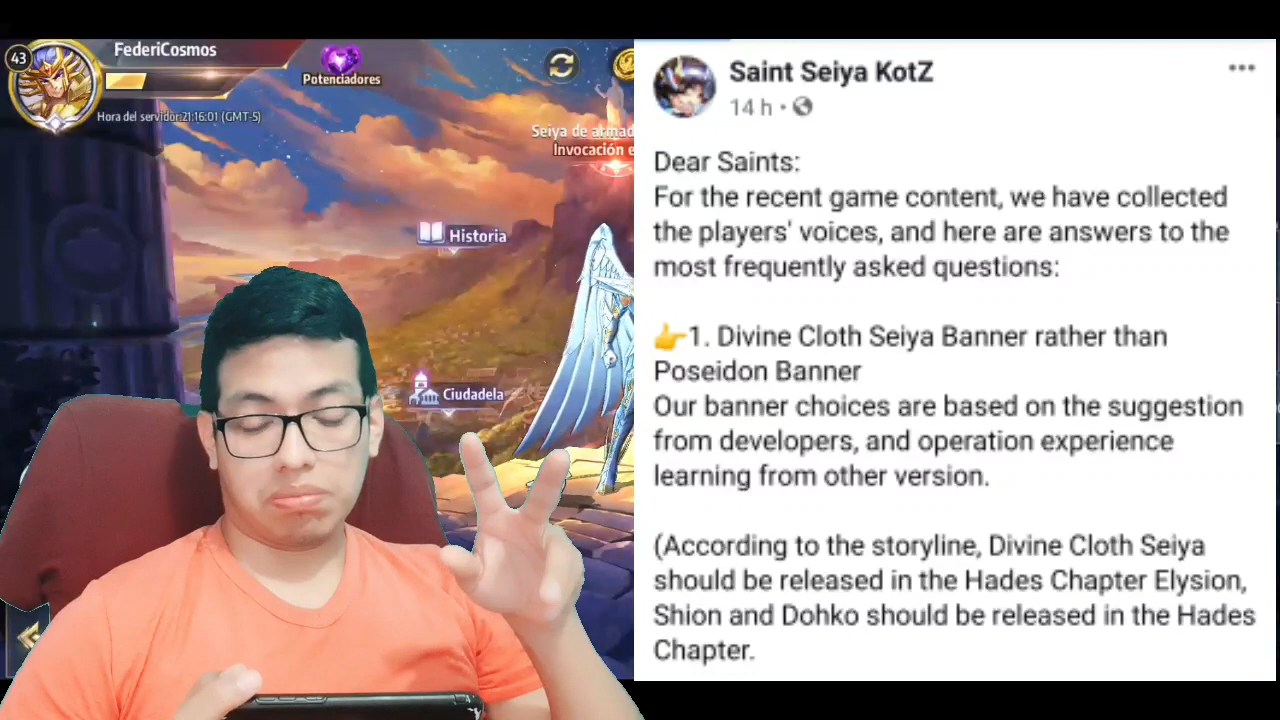 43
FederiCosmos
Potenciadores
Hora del servidor:21:16:01 (GMT-5)
Seiya de armad
Invocación e
Historia
Ciudadela
Saint Seiya KotZ
14 h
Dear Saints:
For the recent game content, we have collected
the players' voices, and here are answers to the
most frequently asked questions:
👉1. Divine Cloth Seiya Banner rather than
Poseidon Banner
Our banner choices are based on the suggestion
from developers, and operation experience
learning from other version.
(According to the storyline, Divine Cloth Seiya
should be released in the Hades Chapter Elysion,
Shion and Dohko should be released in the Hades
Chapter.